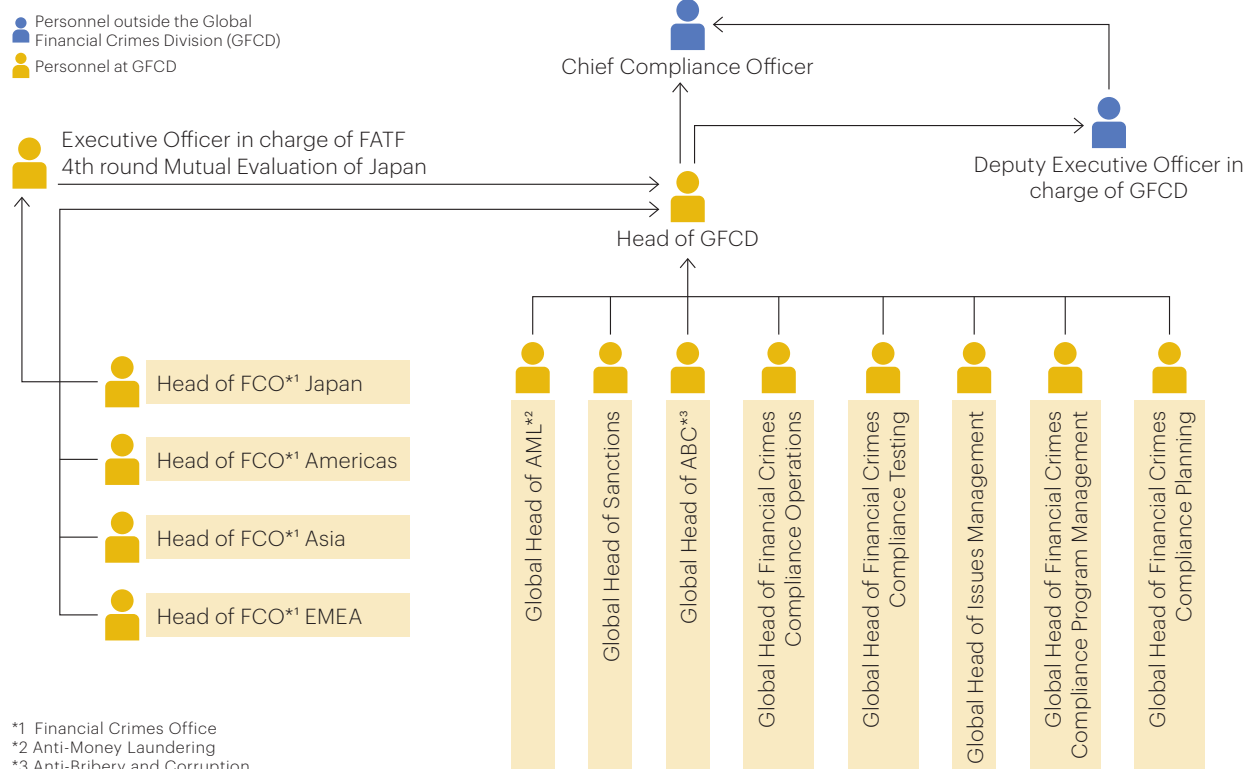 Personnel outside the Global
Financial Crimes Division (GFCD)
Personnel at GFCD
Chief Compliance Officer
Executive Officer in charge of FATF
4th round Mutual Evaluation of Japan
Deputy Executive Officer in
charge of GFCD
Head of GFCD
Head of FCO*¹ Japan
Head of FCO*¹ Americas
Head of FCO*¹ Asia
Head of FCO*¹ EMEA
Global Head of AML*²
Global Head of Sanctions
Global Head of ABC*³
Global Head of Financial Crimes
Compliance Operations
Global Head of Financial Crimes
Compliance Testing
Global Head of Issues Management
Global Head of Financial Crimes
Compliance Program Management
Global Head of Financial Crimes
Compliance Planning
*1 Financial Crimes Office
*2 Anti-Money Laundering
*3 Anti-Bribery and Corruption